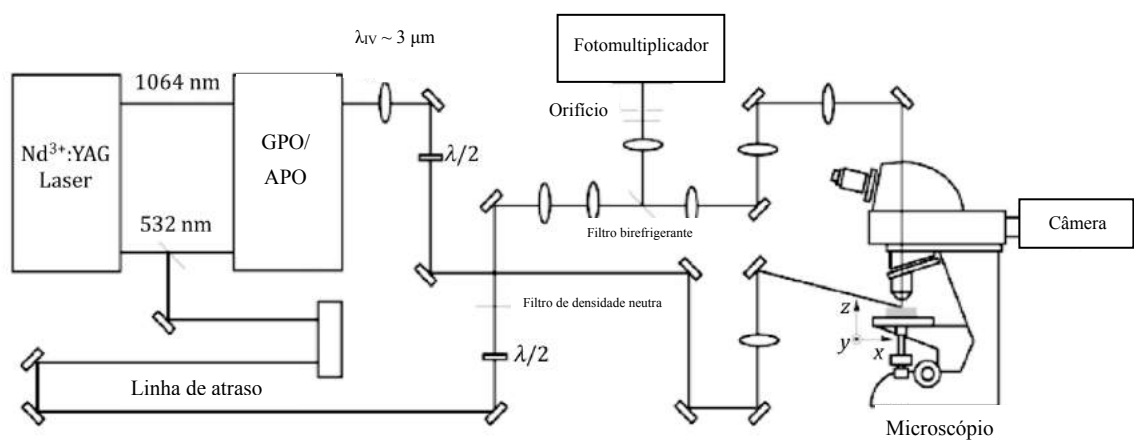 λIV ~ 3 μm
Fotomultiplicador
1064 nm
Orifício
GPO/
APO
Nd³⁺:YAG
Laser
λ/2
532 nm
Filtro birefrigerante
Câmera
Filtro de densidade neutra
z
y
x
λ/2
Linha de atraso
Microscópio